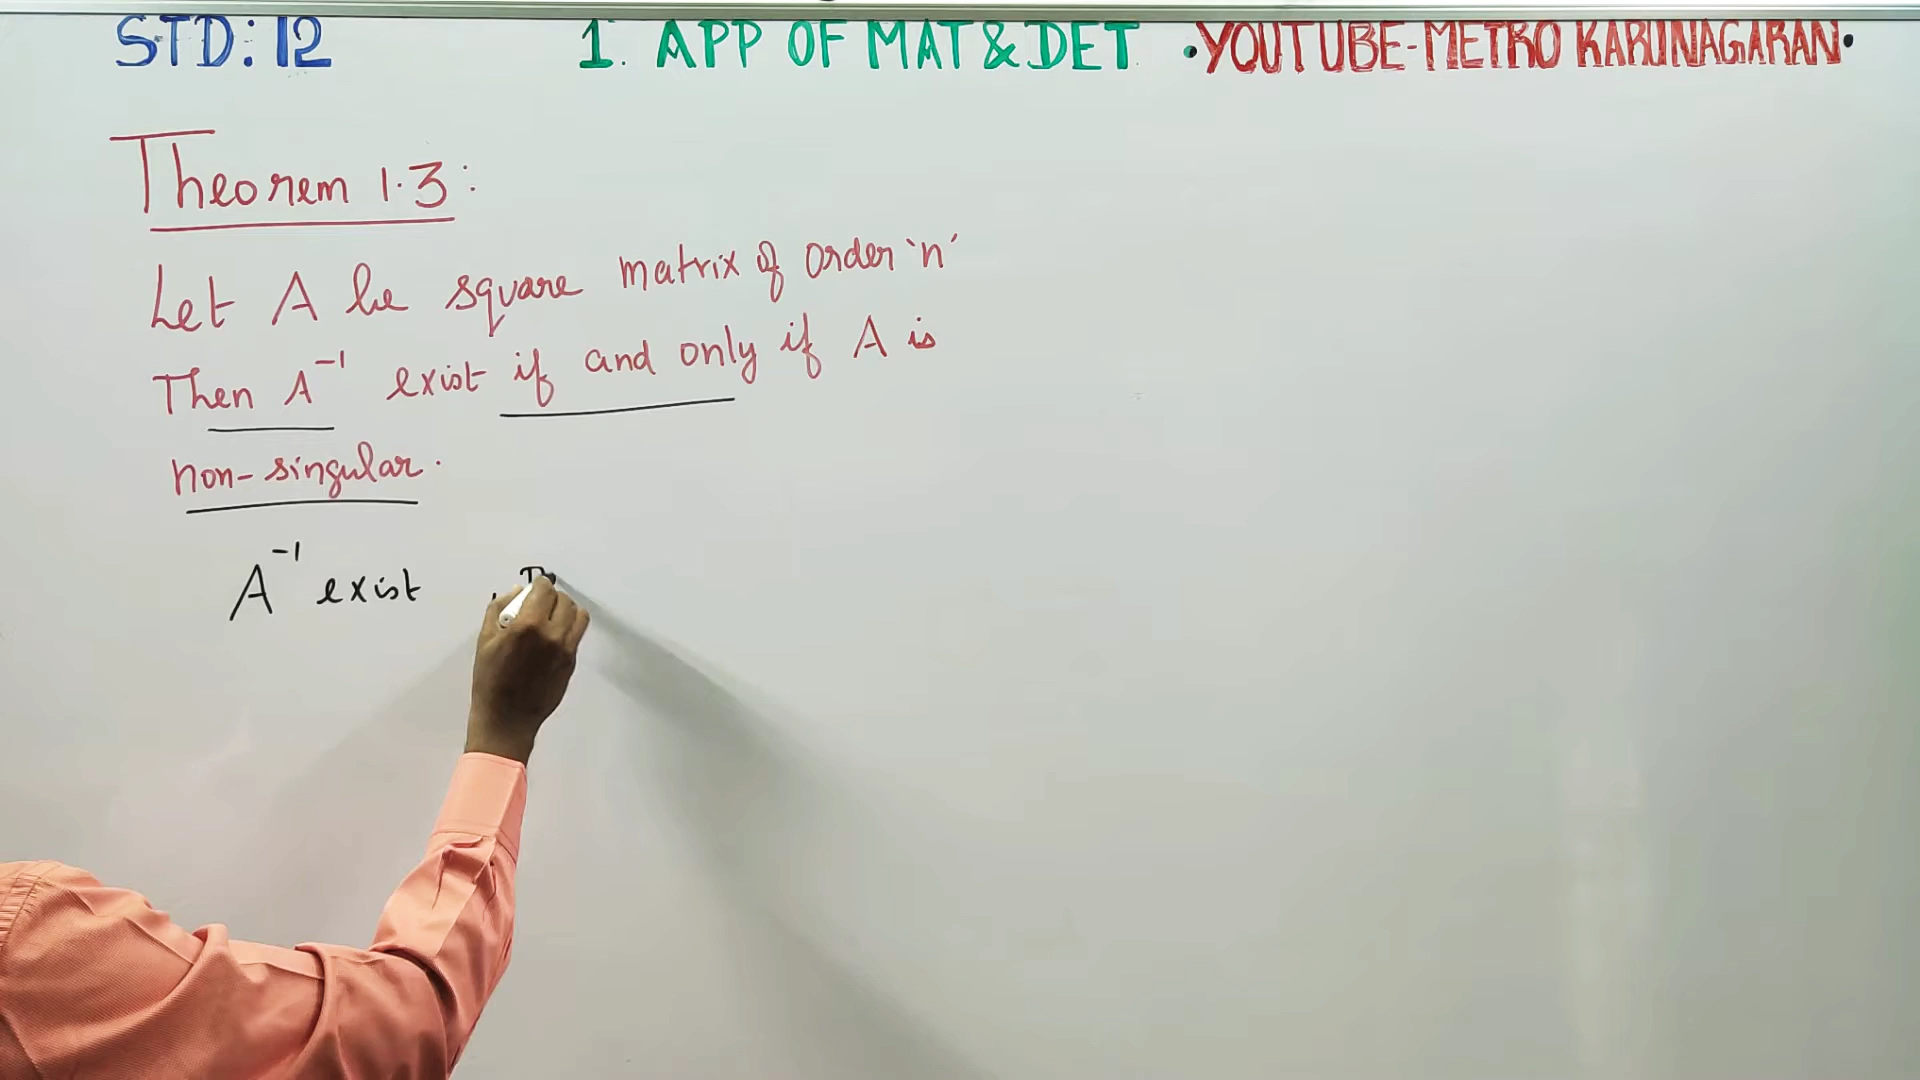 STD: 12 1. APP OF MAT & DET •YOUTUBE-METRO KARUNAGARAN•
Theorem 1.3:
Let A be square matrix of order 'n'
Then A⁻¹ exist if and only if A is
non-singular.
A⁻¹ exist